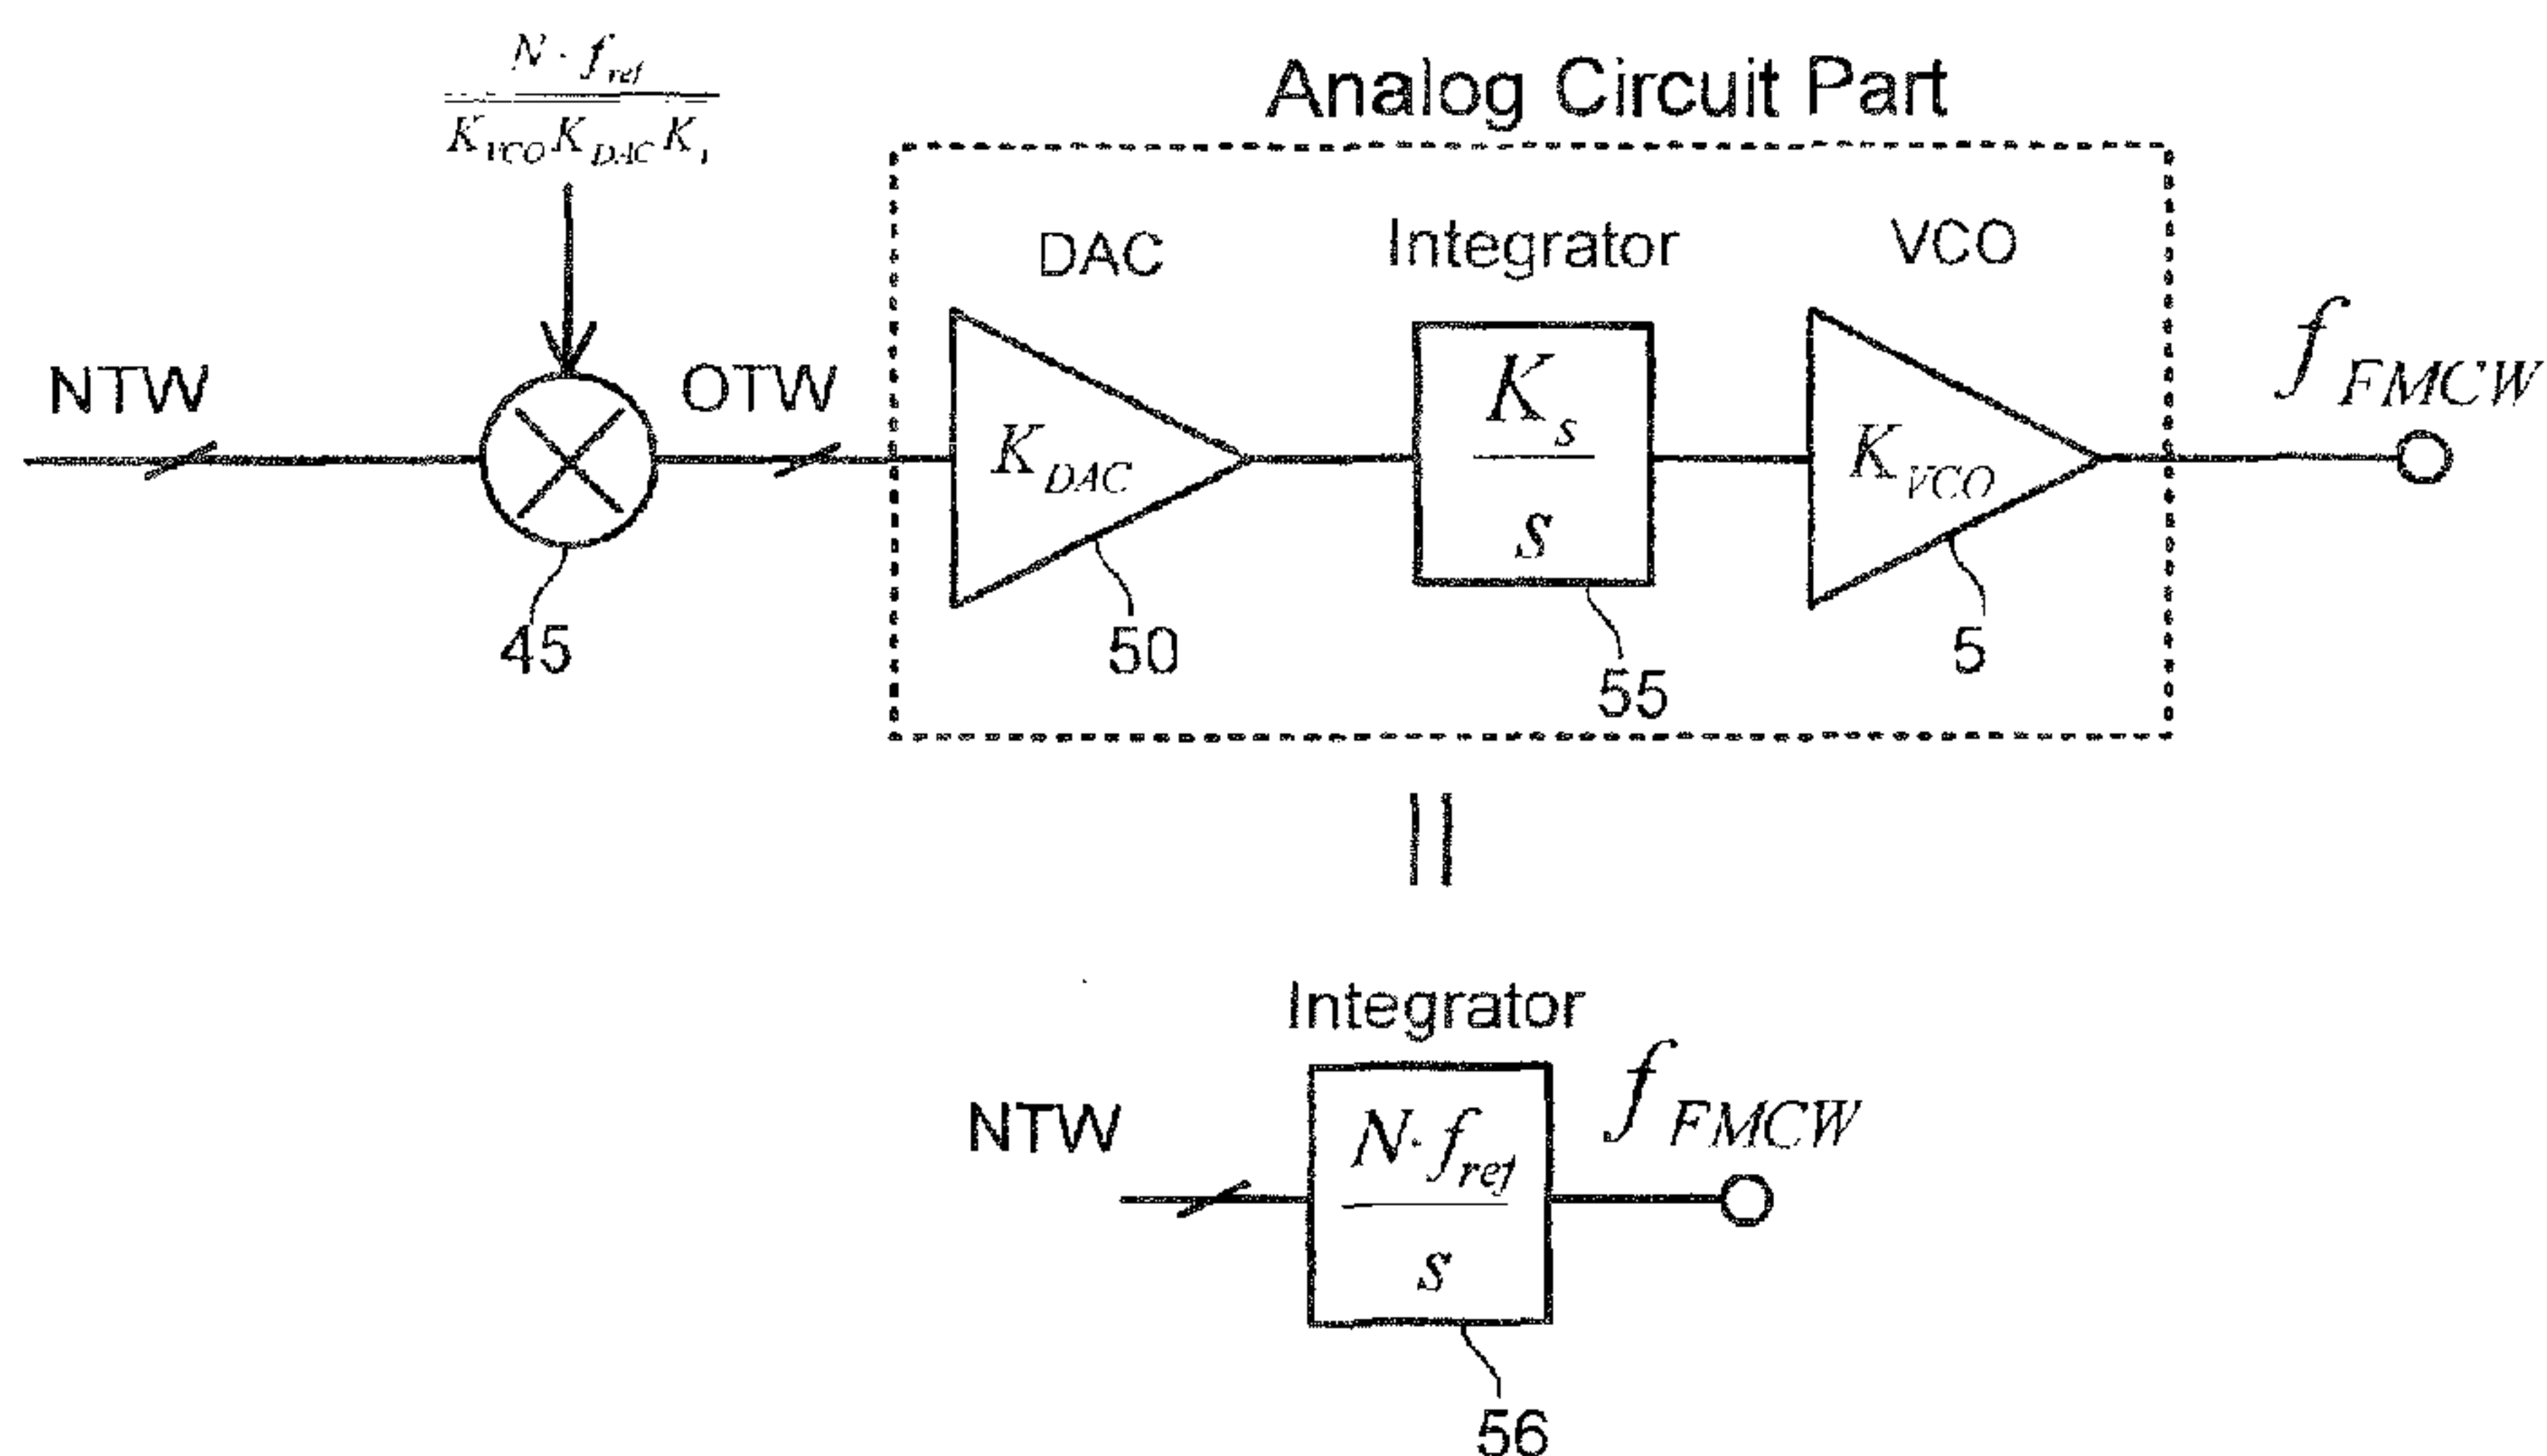 N · f_ref
K_VCO K_DAC K_s
Analog Circuit Part
DAC
Integrator
VCO
NTW
OTW
K_DAC
K_s
s
K_VCO
f_FMCW
45
50
55
5
=
Integrator
NTW
N · f_ref
s
f_FMCW
56